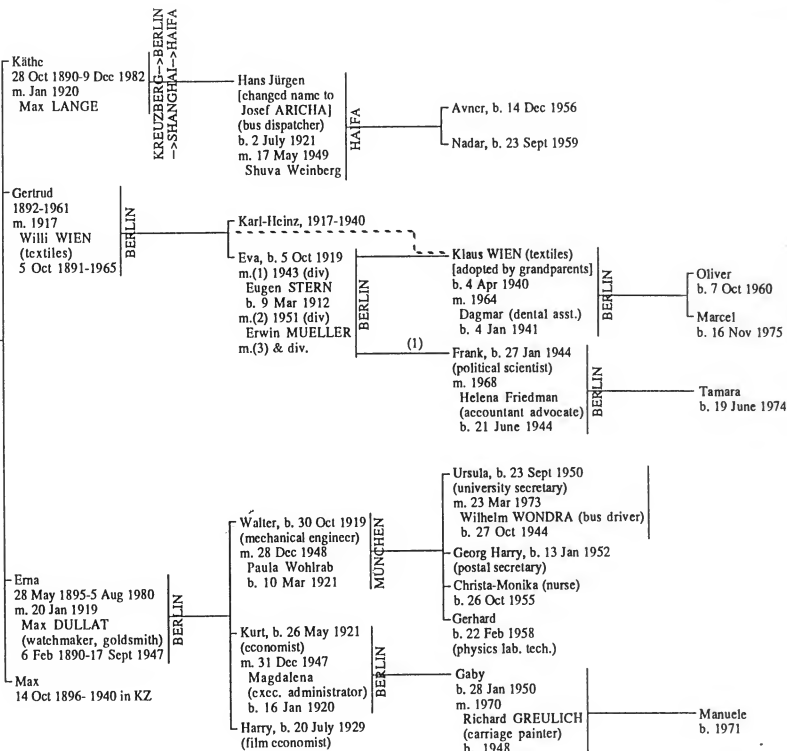 Käthe
28 Oct 1890-9 Dec 1982
m. Jan 1920
Max LANGE
KREUZBERG—>BERLIN
—>SHANGHAI—>HAIFA
Hans Jürgen
[changed name to
Josef ARICHA]
(bus dispatcher)
b. 2 July 1921
m. 17 May 1949
Shuva Weinberg
HAIFA
Avner, b. 14 Dec 1956
Nadar, b. 23 Sept 1959
Gertrud
1892-1961
m. 1917
Willi WIEN
(textiles)
5 Oct 1891-1965
BERLIN
Karl-Heinz, 1917-1940
Eva, b. 5 Oct 1919
m.(1) 1943 (div)
Eugen STERN
b. 9 Mar 1912
m.(2) 1951 (div)
Erwin MUELLER
m.(3) & div.
BERLIN
Klaus WIEN (textiles)
[adopted by grandparents]
b. 4 Apr 1940
m. 1964
Dagmar (dental asst.)
b. 4 Jan 1941
BERLIN
Oliver
b. 7 Oct 1960
Marcel
b. 16 Nov 1975
(1)
Frank, b. 27 Jan 1944
(political scientist)
m. 1968
Helena Friedman
(accountant advocate)
b. 21 June 1944
BERLIN
Tamara
b. 19 June 1974
Erna
28 May 1895-5 Aug 1980
m. 20 Jan 1919
Max DULLAT
(watchmaker, goldsmith)
6 Feb 1890-17 Sept 1947
BERLIN
Walter, b. 30 Oct 1919
(mechanical engineer)
m. 28 Dec 1948
Paula Wohlrab
b. 10 Mar 1921
MÜNCHEN
Ursula, b. 23 Sept 1950
(university secretary)
m. 23 Mar 1973
Wilhelm WONDRA (bus driver)
b. 27 Oct 1944
Georg Harry, b. 13 Jan 1952
(postal secretary)
Christa-Monika (nurse)
b. 26 Oct 1955
Gerhard
b. 22 Feb 1958
(physics lab. tech.)
Kurt, b. 26 May 1921
(economist)
m. 31 Dec 1947
Magdalena
(exec. administrator)
b. 16 Jan 1920
BERLIN
Gaby
b. 28 Jan 1950
m. 1970
Richard GREULICH
(carriage painter)
b. 1948
Manuele
b. 1971
Harry, b. 20 July 1929
(film economist)
Max
14 Oct 1896- 1940 in KZ